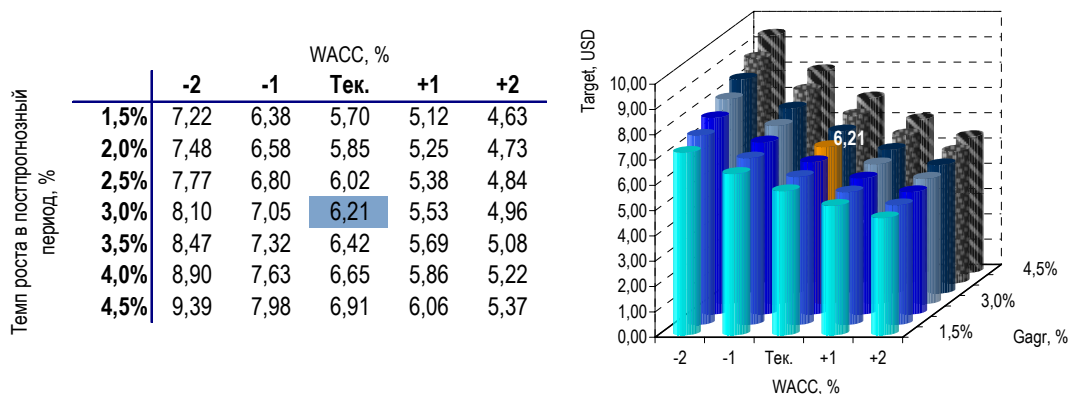 WACC, %
-2 -1 Тек. +1 +2
Темп роста в постпрогнозный
период, %
1,5% 7,22 6,38 5,70 5,12 4,63
2,0% 7,48 6,58 5,85 5,25 4,73
2,5% 7,77 6,80 6,02 5,38 4,84
3,0% 8,10 7,05 6,21 5,53 4,96
3,5% 8,47 7,32 6,42 5,69 5,08
4,0% 8,90 7,63 6,65 5,86 5,22
4,5% 9,39 7,98 6,91 6,06 5,37
Target, USD
10,00
9,00
8,00
7,00
6,00
5,00
4,00
3,00
2,00
1,00
0,00
6,21
-2 -1 Тек. +1 +2
WACC, %
1,5%
3,0%
4,5%
Gagr, %